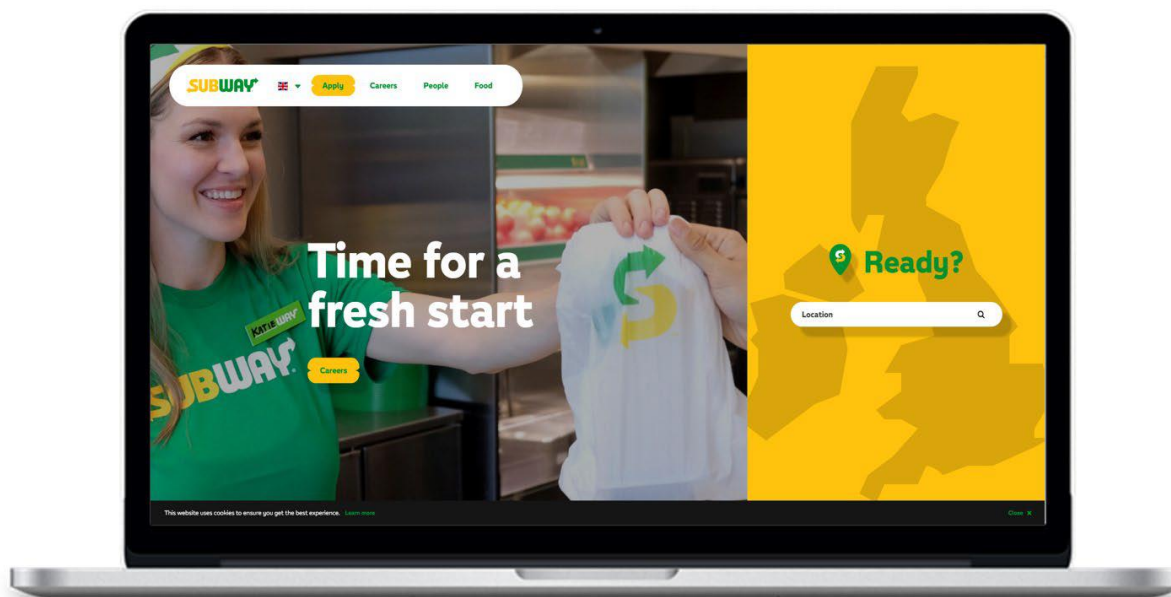 SUBWAY
Apply
Careers
People
Food
Time for a
fresh start
Careers
KATIE
SUBWAY
Ready?
Location
This website uses cookies to ensure you get the best experience. Learn more
Close X